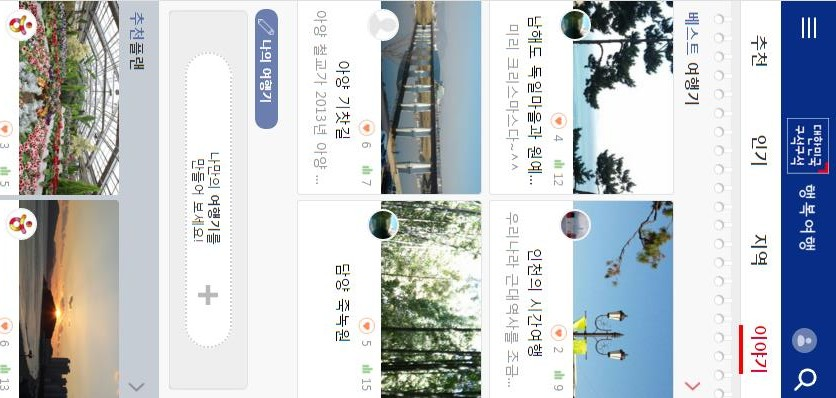 대한민국
구석구석
행복여행
추천
인기
지역
이야기
베스트 여행기
남해도 독일마을과 원예...
미리 크리스마스다~^^
4
12
인천의 시간여행
우리나라 근대역사를 조금...
2
9
아양 기찻길
아양 철교가 2013년 아양 ...
6
7
담양 죽녹원
5
15
나의 여행기
나만의 여행기를
만들어 보세요!
+
추천플랜
3
5
6
13